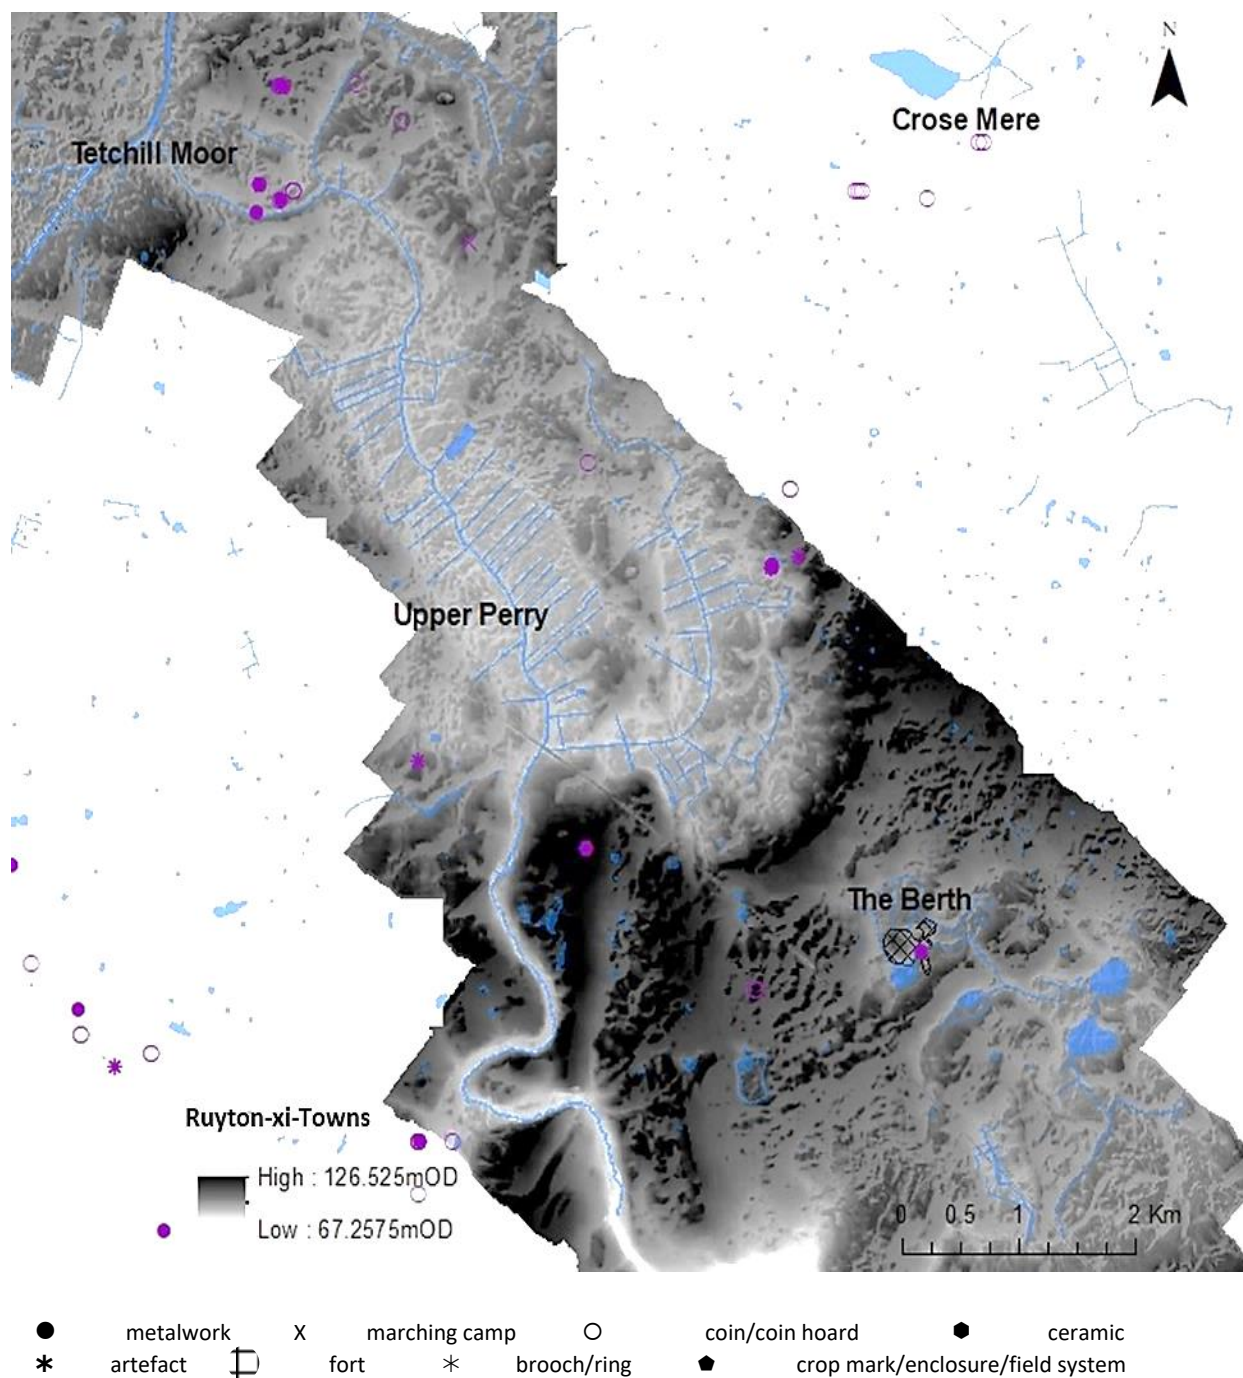 N
Crose Mere
Tetchill Moor
Upper Perry
The Berth
Ruyton-xi-Towns
High : 126.525mOD
Low : 67.2575mOD
0 0.5 1 2 Km
metalwork X marching camp coin/coin hoard ceramic
artefact fort brooch/ring crop mark/enclosure/field system